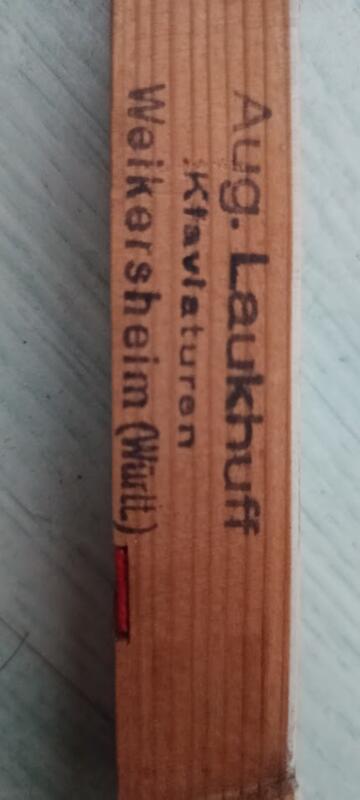 Aug. Laukhuff
Klaviaturen
Weikersheim (Württ.)